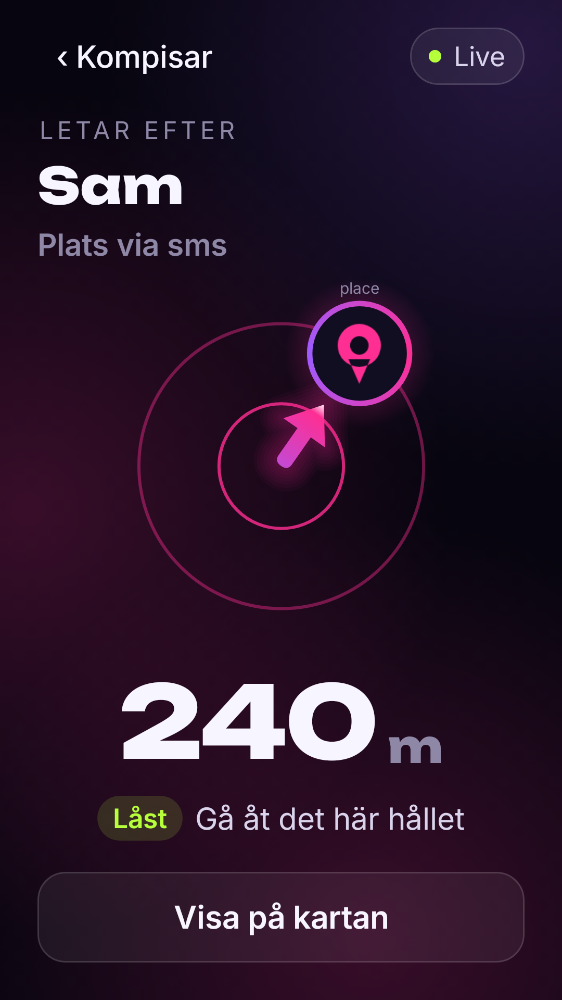 ‹ Kompisar
Live
LETAR EFTER
Sam
Plats via sms
place
240 m
Låst Gå åt det här hållet
Visa på kartan